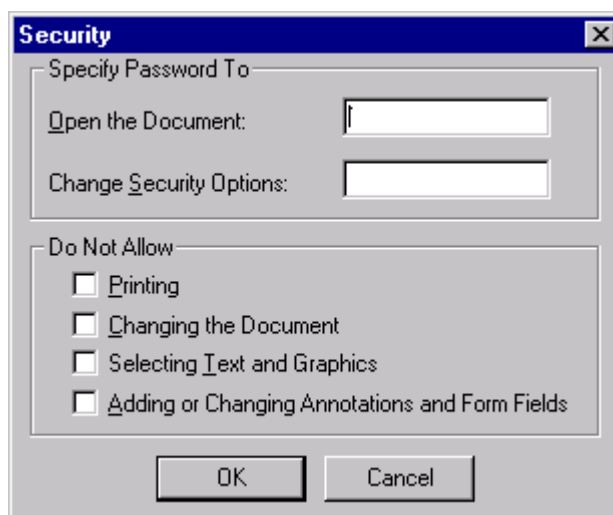 Security
Specify Password To
Open the Document:
Change Security Options:
Do Not Allow
Printing
Changing the Document
Selecting Text and Graphics
Adding or Changing Annotations and Form Fields
OK Cancel